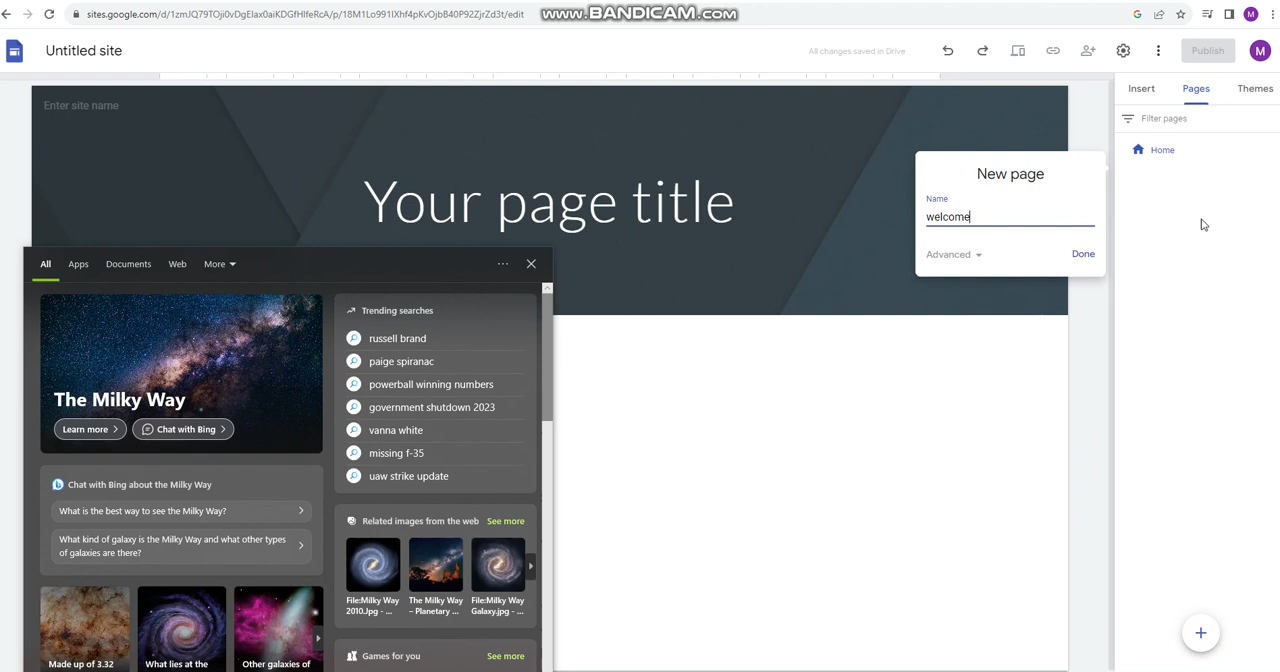 sites.google.com/d/1zmJQ79TOji0vDgElax0aiKDGfHlfeRcA/p/18M1Lo991IXhf4pKvOjbB40P92ZjrZd3t/edit
www.BANDICAM.com
M
Untitled site
All changes saved in Drive
Publish
M
Insert
Pages
Themes
Enter site name
Filter pages
Home
Your page title
New page
Name
welcome
Advanced
Done
All
Apps
Documents
Web
More
The Milky Way
Learn more
Chat with Bing
Trending searches
russell brand
paige spiranac
powerball winning numbers
government shutdown 2023
vanna white
missing f-35
uaw strike update
Chat with Bing about the Milky Way
What is the best way to see the Milky Way?
What kind of galaxy is the Milky Way and what other types
of galaxies are there?
Related images from the web
See more
File:Milky Way
2010.Jpg - ...
The Milky Way
– Planetary ...
File:Milky Way
Galaxy.jpg - ...
Made up of 3.32
What lies at the
Other galaxies of
Games for you
See more